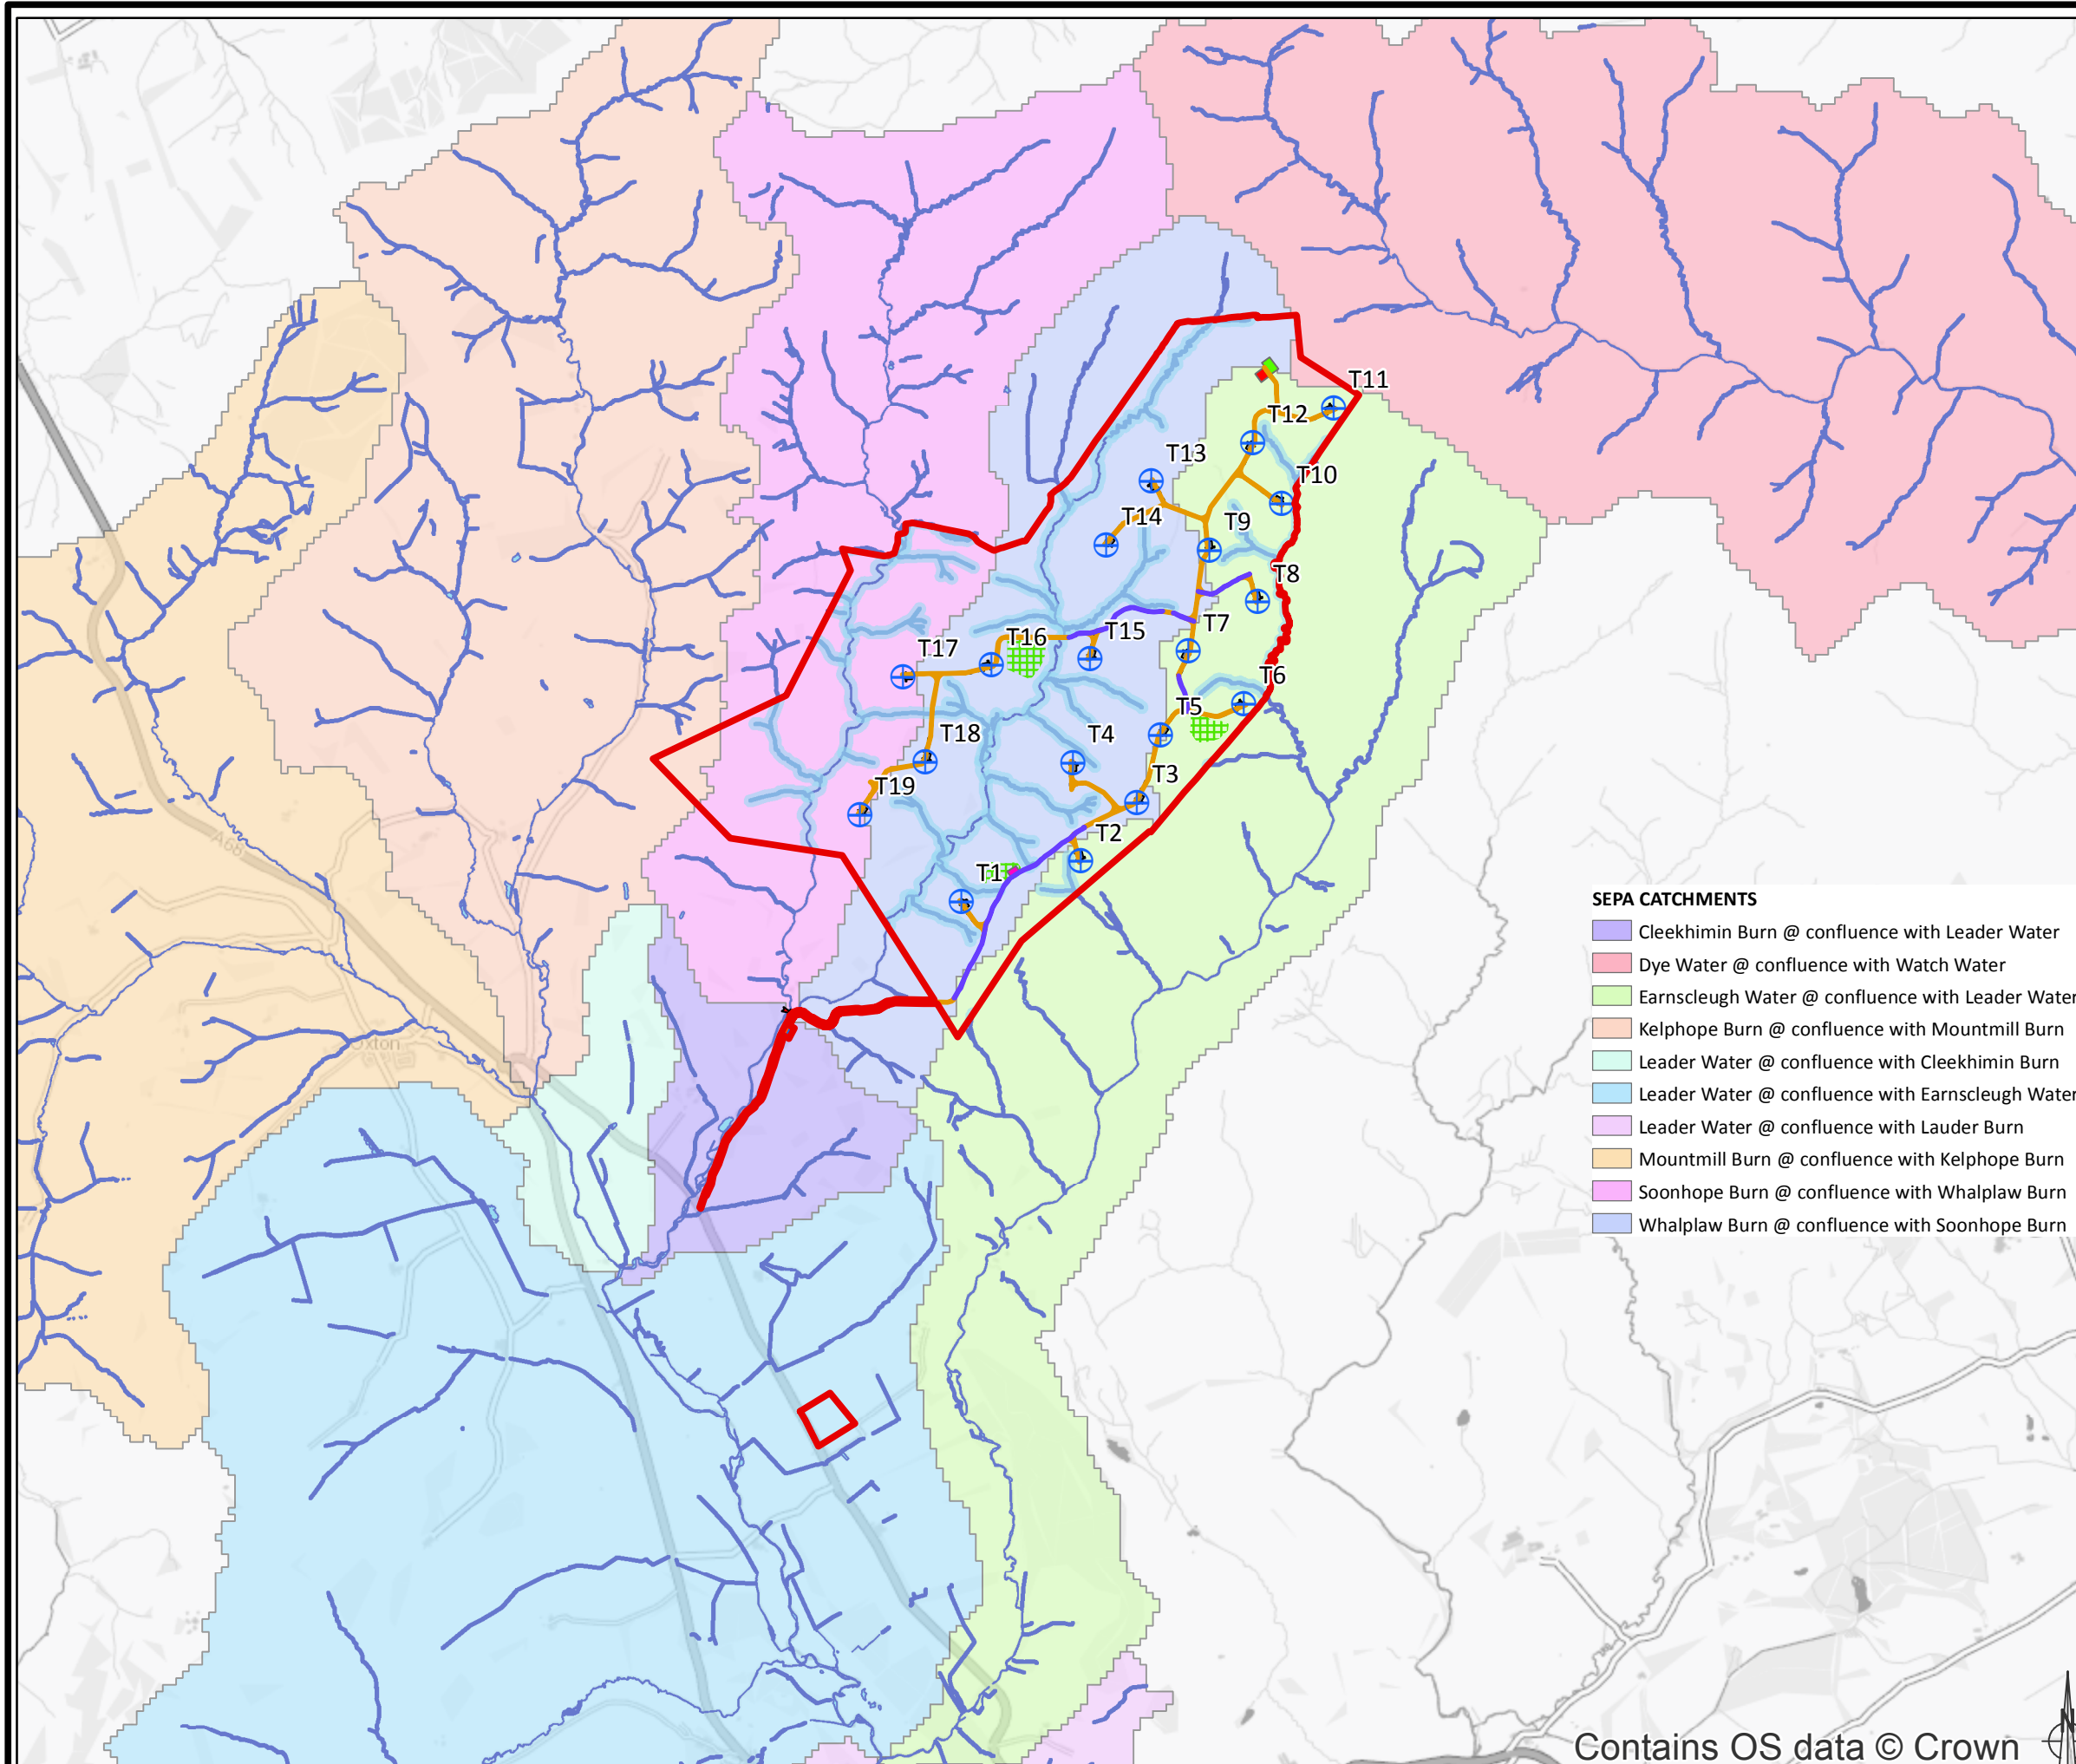 T11
T12
T13
T10
T14
T9
T8
T7
T15
T16
T17
T6
T5
T18
T4
T3
T19
T2
A68
T1
SEPA CATCHMENTS
Cleekhimin Burn @ confluence with Leader Water
Dye Water @ confluence with Watch Water
Earnscleugh Water @ confluence with Leader Water
Kelphope Burn @ confluence with Mountmill Burn
Oxton
Leader Water @ confluence with Cleekhimin Burn
Leader Water @ confluence with Earnscleugh Water
Leader Water @ confluence with Lauder Burn
Mountmill Burn @ confluence with Kelphope Burn
Soonhope Burn @ confluence with Whalplaw Burn
Whalplaw Burn @ confluence with Soonhope Burn
N
Contains OS data © Crown